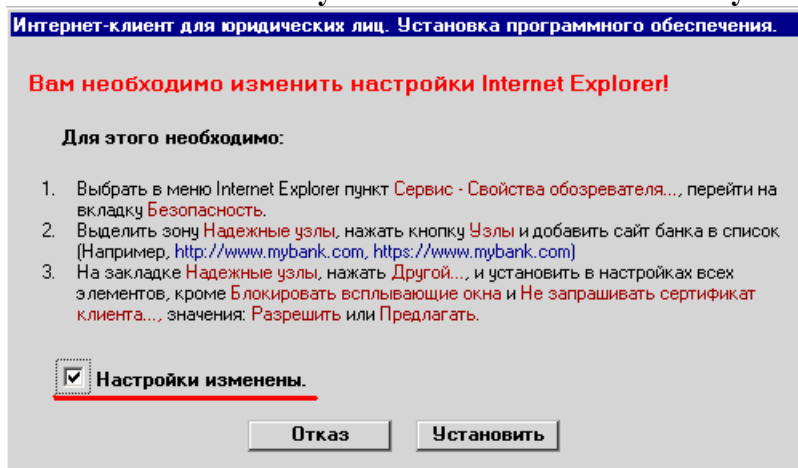 Интернет-клиент для юридических лиц. Установка программного обеспечения.
Вам необходимо изменить настройки Internet Explorer!
Для этого необходимо:
1. Выбрать в меню Internet Explorer пункт Сервис - Свойства обозревателя..., перейти на
вкладку Безопасность.
2. Выделить зону Надежные узлы, нажать кнопку Узлы и добавить сайт банка в список
(Например, http://www.mybank.com, https://www.mybank.com)
3. На закладке Надежные узлы, нажать Другой..., и установить в настройках всех
элементов, кроме Блокировать всплывающие окна и Не запрашивать сертификат
клиента..., значения: Разрешить или Предлагать.
Настройки изменены.
Отказ
Установить